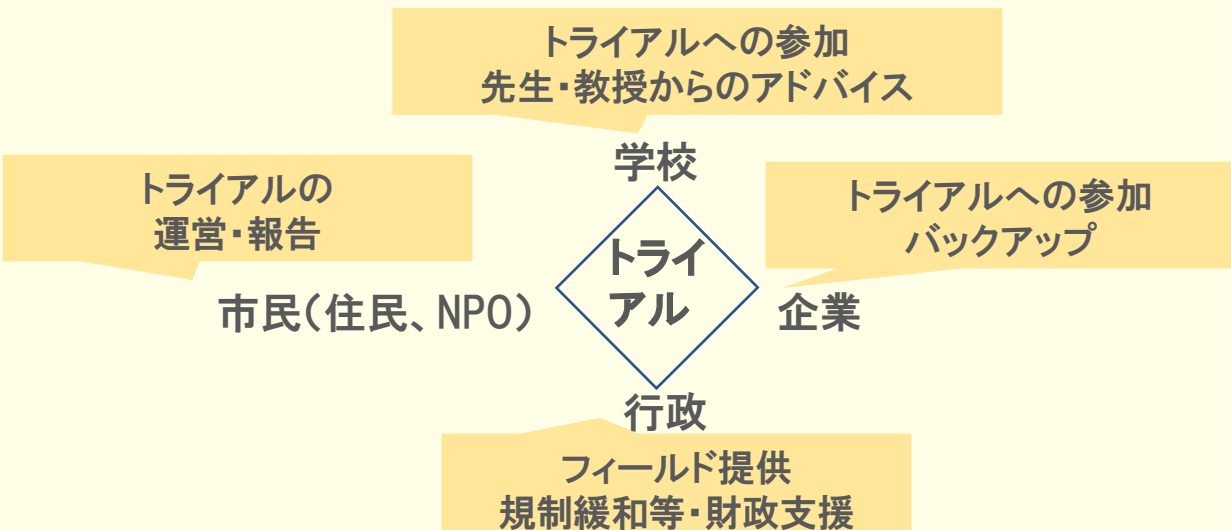 トライアルへの参加
先生・教授からのアドバイス
学校
トライアルの
運営・報告
トライアルへの参加
バックアップ
トライ
アル
市民（住民、NPO）
企業
行政
フィールド提供
規制緩和等・財政支援